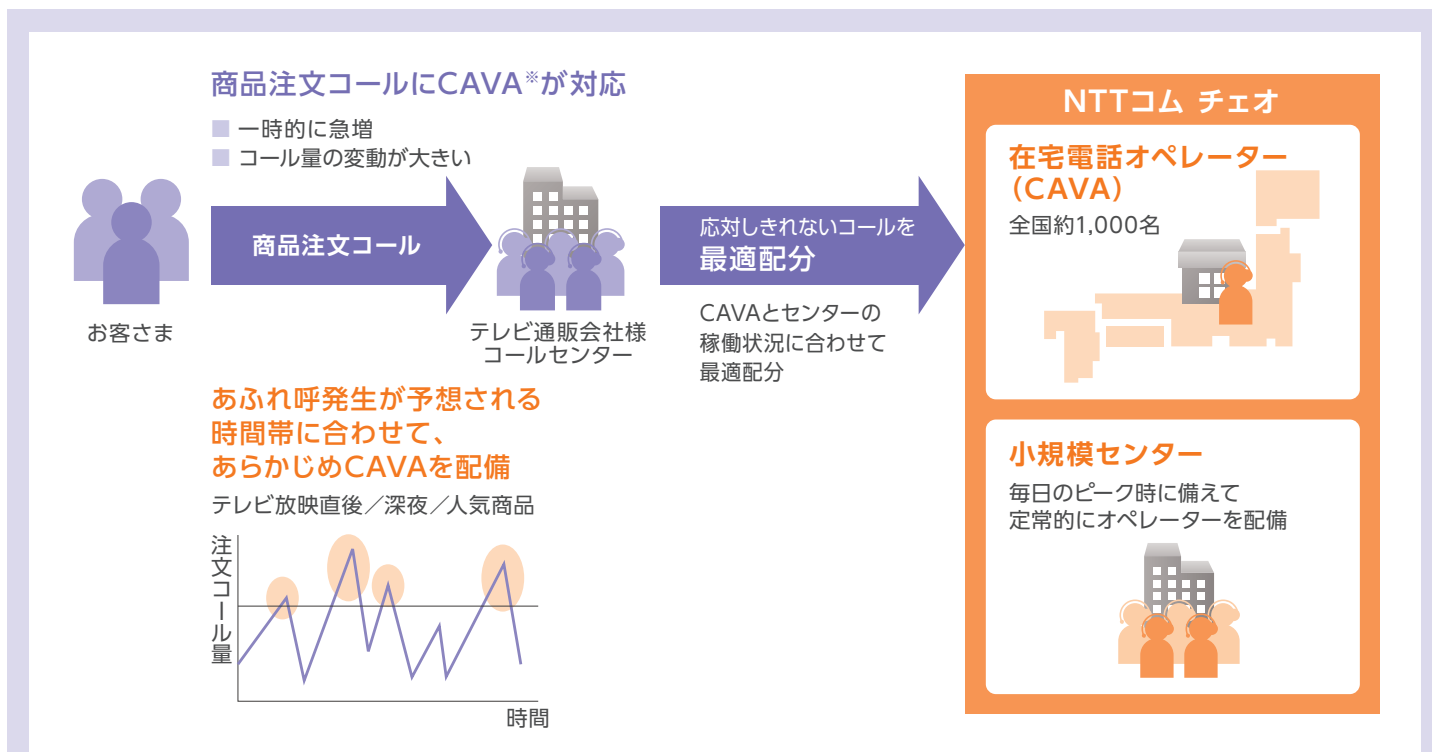 商品注文コールにCAVA※が対応
■ 一時的に急増
■ コール量の変動が大きい
お客さま
商品注文コール
テレビ通販会社様
コールセンター
応対しきれないコールを
最適配分
CAVAとセンターの
稼働状況に合わせて
最適配分
NTTコム チェオ
在宅電話オペレーター
（CAVA）
全国約1,000名
小規模センター
毎日のピーク時に備えて
定常的にオペレーターを配備
あふれ呼発生が予想される
時間帯に合わせて、
あらかじめCAVAを配備
テレビ放映直後／深夜／人気商品
注文コール量
時間